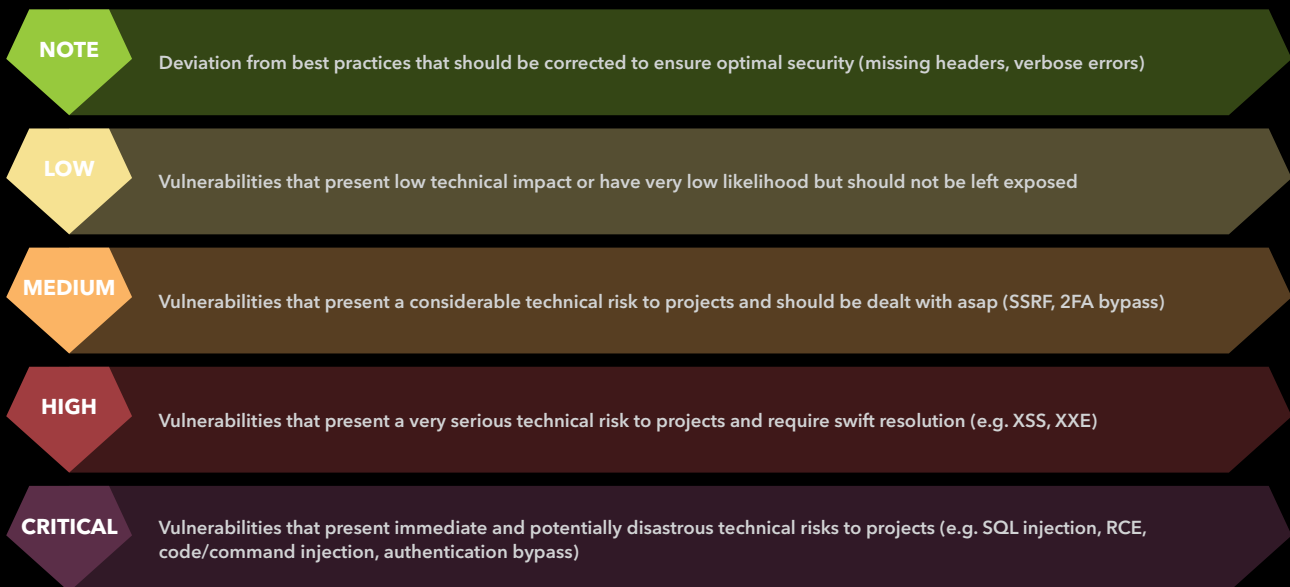 NOTE
Deviation from best practices that should be corrected to ensure optimal security (missing headers, verbose errors)
LOW
Vulnerabilities that present low technical impact or have very low likelihood but should not be left exposed
MEDIUM
Vulnerabilities that present a considerable technical risk to projects and should be dealt with asap (SSRF, 2FA bypass)
HIGH
Vulnerabilities that present a very serious technical risk to projects and require swift resolution (e.g. XSS, XXE)
CRITICAL
Vulnerabilities that present immediate and potentially disastrous technical risks to projects (e.g. SQL injection, RCE,
code/command injection, authentication bypass)